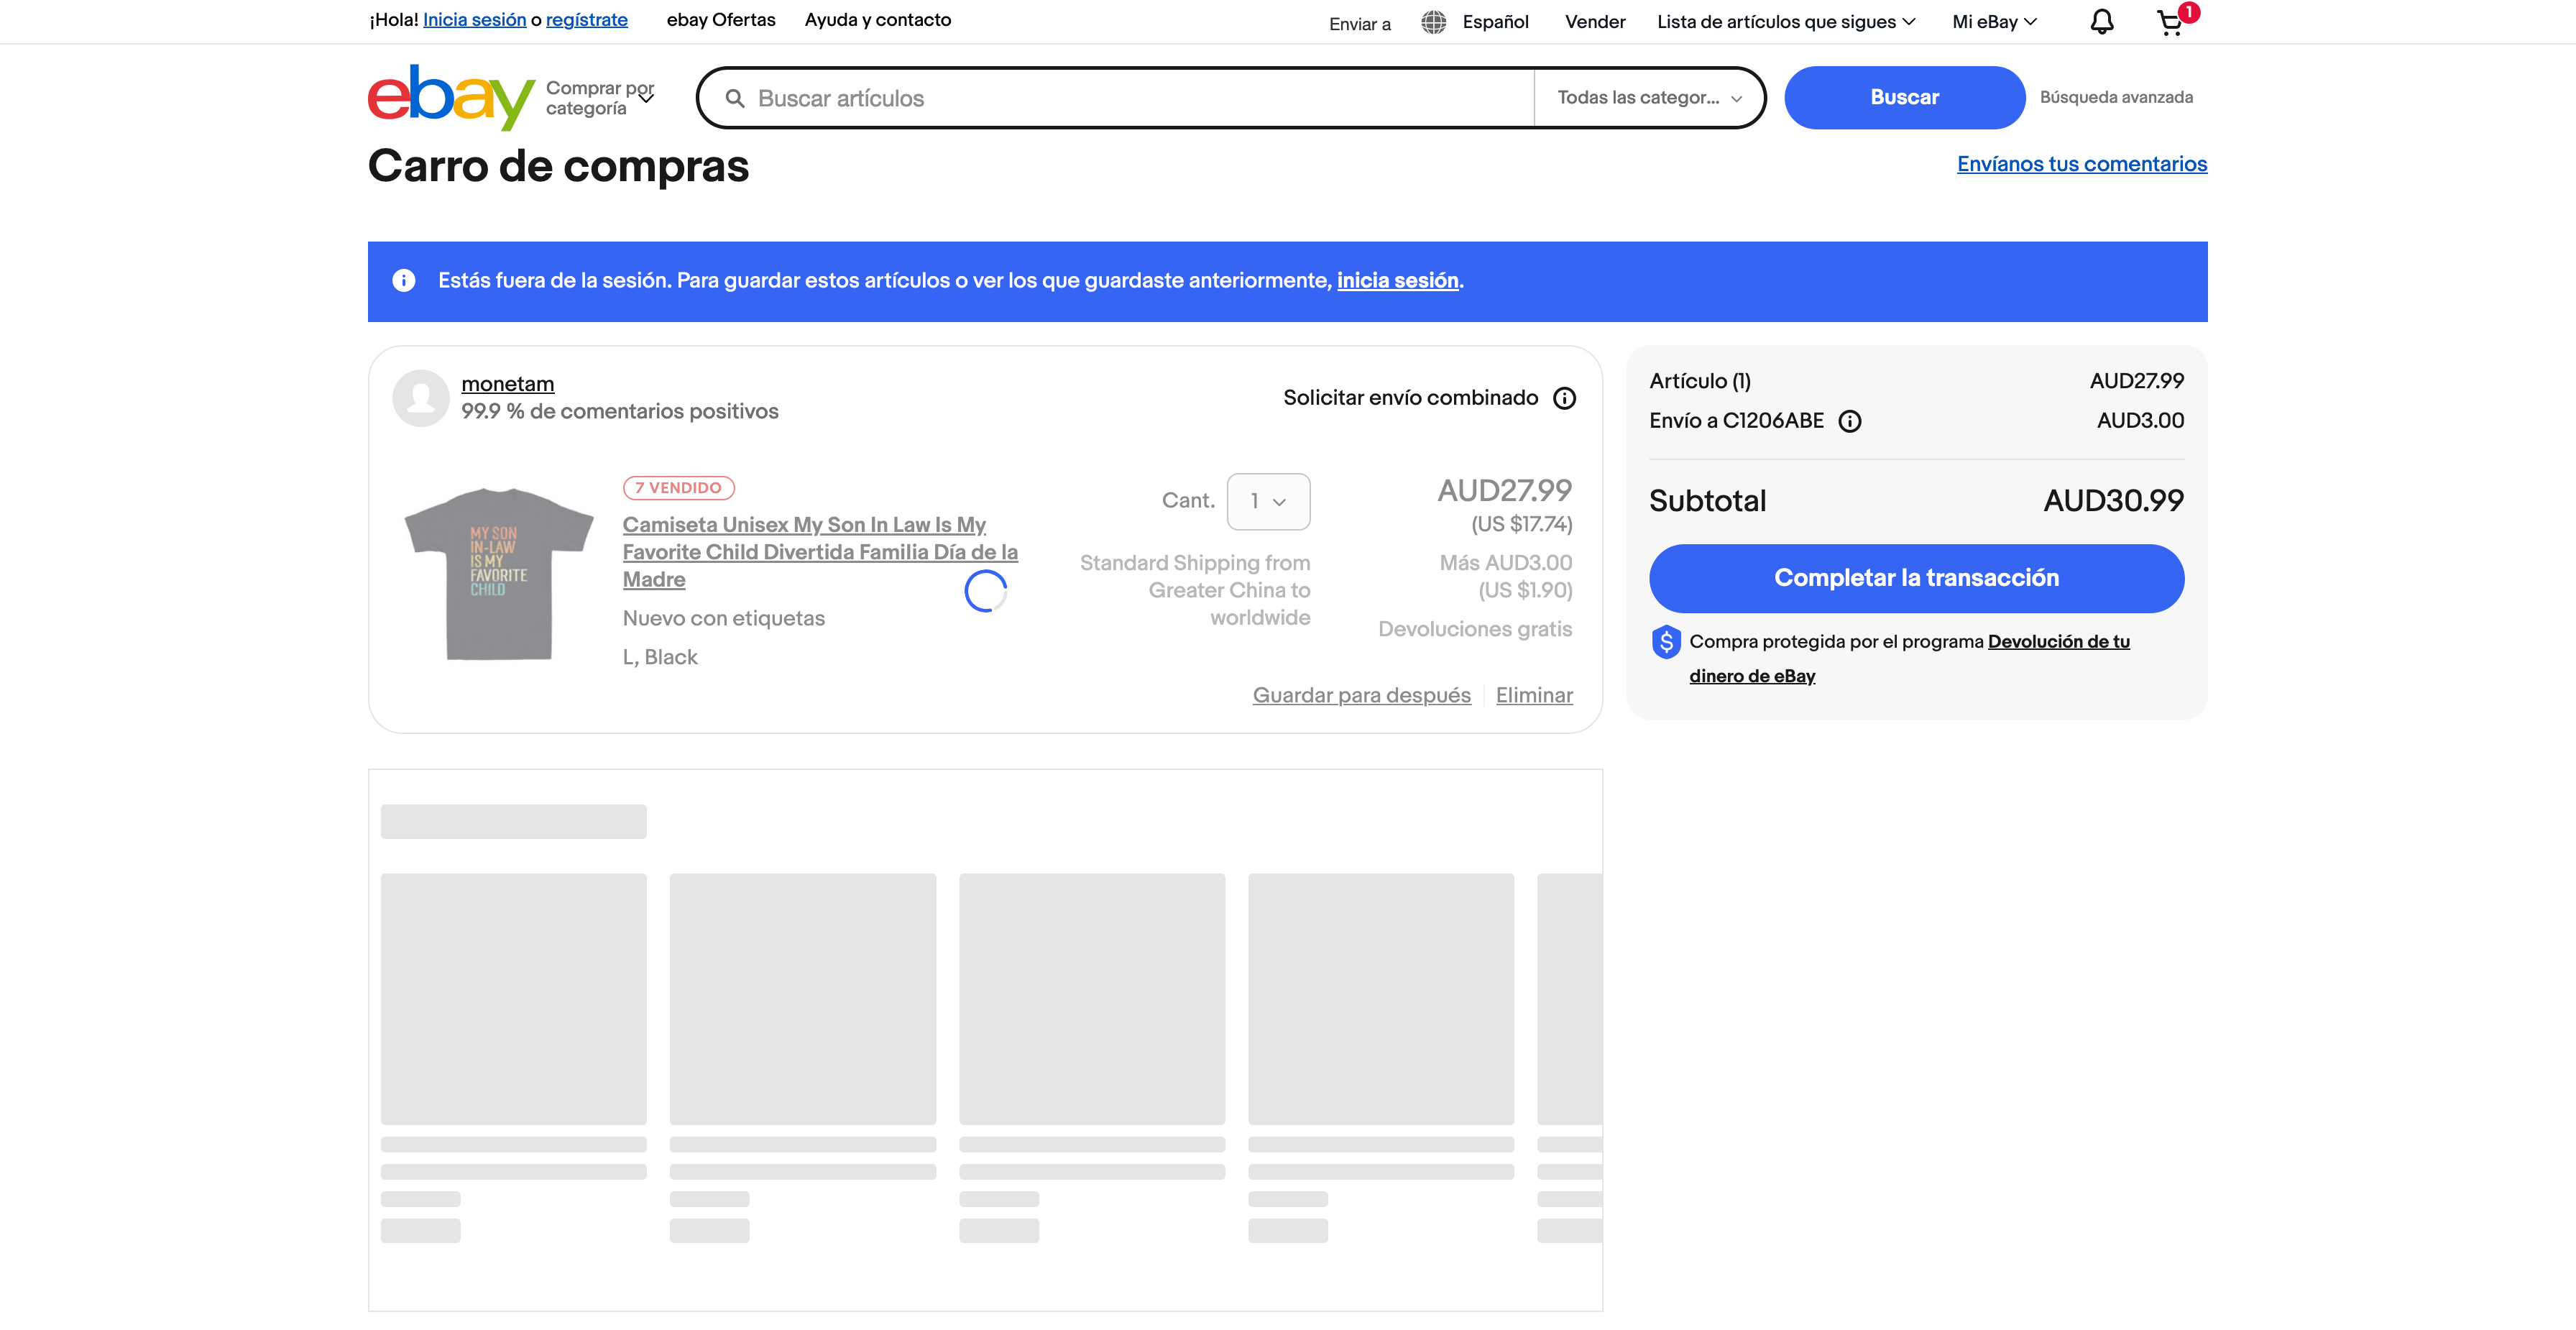 ¡Hola! Inicia sesión o regístrate
ebay Ofertas
Ayuda y contacto
Enviar a
Español
Vender
Lista de artículos que sigues
Mi eBay
1
ebay
Comprar por
categoría
Buscar artículos
Todas las categor...
Buscar
Búsqueda avanzada
Carro de compras
Envíanos tus comentarios
Estás fuera de la sesión. Para guardar estos artículos o ver los que guardaste anteriormente, inicia sesión.
monetam
99.9 % de comentarios positivos
Solicitar envío combinado
MY SON
IN-LAW
IS MY
FAVORITE
CHILD
7 VENDIDO
Camiseta Unisex My Son In Law Is My
Favorite Child Divertida Familia Día de la
Madre
Nuevo con etiquetas
L, Black
Cant.
1
Standard Shipping from
Greater China to
worldwide
AUD27.99
(US $17.74)
Más AUD3.00
(US $1.90)
Devoluciones gratis
Guardar para después
Eliminar
Artículo (1)
AUD27.99
Envío a C1206ABE
AUD3.00
Subtotal
AUD30.99
Completar la transacción
Compra protegida por el programa Devolución de tu
dinero de eBay